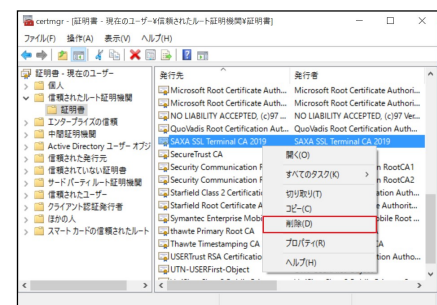 certmgr - [証明書 - 現在のユーザー¥信頼されたルート証明機関¥証明書]
ファイル(F) 操作(A) 表示(V) ヘルプ(H)
証明書 - 現在のユーザー
個人
信頼されたルート証明機関
証明書
エンタープライズの信頼
中間証明機関
Active Directory ユーザー オブジ
信頼された発行元
信頼されていない証明書
サードパーティルート証明機関
信頼されたユーザー
クライアント認証発行者
ほかの人
スマート カードの信頼されたルート
発行先 発行者
Microsoft Root Certificate Auth... Microsoft Root Certificate Authori...
Microsoft Root Certificate Auth... Microsoft Root Certificate Authori...
NO LIABILITY ACCEPTED, (c)97 ... NO LIABILITY ACCEPTED, (c)97 Ver...
QuoVadis Root Certification Aut... QuoVadis Root Certification Auth...
SAXA SSL Terminal CA 2019 SAXA SSL Terminal CA 2019
SecureTrust CA
Security Communication R n RootCA1
Security Communication R n RootCA2
Starfield Class 2 Certificati ation Auth...
Starfield Root Certificate A e Authorit...
Symantec Enterprise Mobi bile Root ...
thawte Primary Root CA
Thawte Timestamping CA CA
USERTrust RSA Certificati tion Autho...
UTN-USERFirst-Object
開く(O)
すべてのタスク(K)
切り取り(T)
コピー(C)
削除(D)
プロパティ(R)
ヘルプ(H)